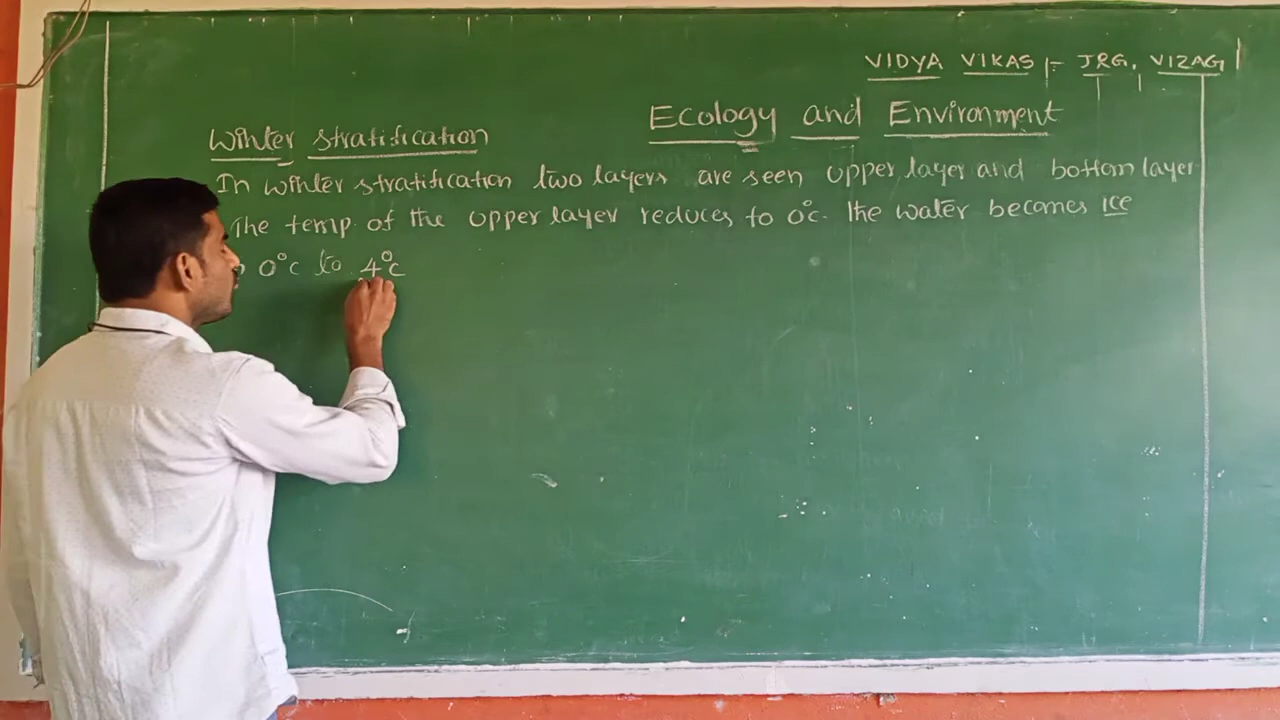 VIDYA VIKAS :- JRG, VIZAG
Ecology and Environment
Winter stratification
In winter stratification two layers are seen upper layer and bottom layer
The temp. of the upper layer reduces to 0°c. The water becomes ice
0°c to 4°c